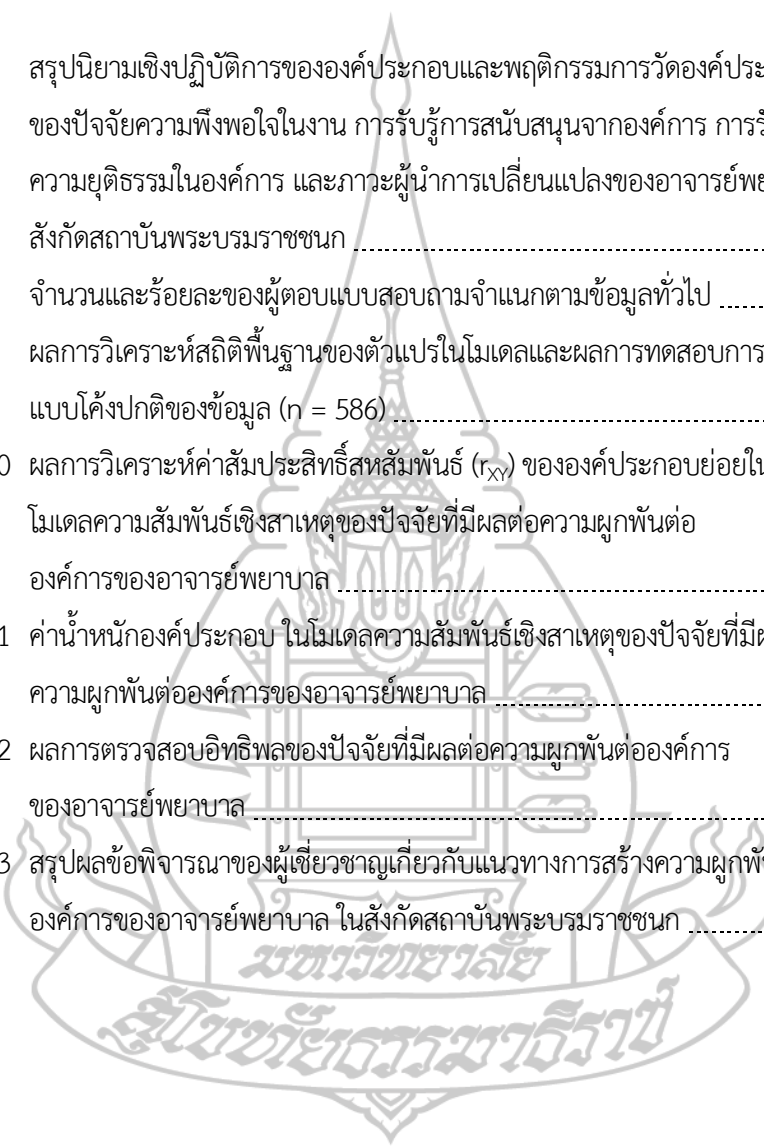 สรุปนิยามเชิงปฏิบัติการขององค์ประกอบและพฤติกรรมการวัดองค์ประ
ของปัจจัยความพึงพอใจในงาน การรับรู้การสนับสนุนจากองค์การ การรั
ความยุติธรรมในองค์การ และภาวะผู้นำการเปลี่ยนแปลงของอาจารย์พย
สังกัดสถาบันพระบรมราชชนก
จำนวนและร้อยละของผู้ตอบแบบสอบถามจำแนกตามข้อมูลทั่วไป
ผลการวิเคราะห์สถิติพื้นฐานของตัวแปรในโมเดลและผลการทดสอบการ
แบบโค้งปกติของข้อมูล (n = 586)
0 ผลการวิเคราะห์ค่าสัมประสิทธิ์สหสัมพันธ์ (rXY) ขององค์ประกอบย่อยใน
โมเดลความสัมพันธ์เชิงสาเหตุของปัจจัยที่มีผลต่อความผูกพันต่อ
องค์การของอาจารย์พยาบาล
1 ค่าน้ำหนักองค์ประกอบ ในโมเดลความสัมพันธ์เชิงสาเหตุของปัจจัยที่มีผ
ความผูกพันต่อองค์การของอาจารย์พยาบาล
2 ผลการตรวจสอบอิทธิพลของปัจจัยที่มีผลต่อความผูกพันต่อองค์การ
ของอาจารย์พยาบาล
3 สรุปผลข้อพิจารณาของผู้เชี่ยวชาญเกี่ยวกับแนวทางการสร้างความผูกพั
องค์การของอาจารย์พยาบาล ในสังกัดสถาบันพระบรมราชชนก
มหาวิทยาลัย
สุโขทัยธรรมาธิราช